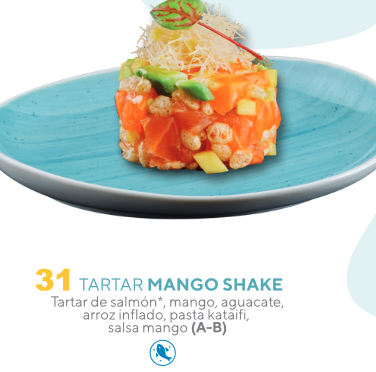 31 TARTAR MANGO SHAKE
Tartar de salmón*, mango, aguacate,
arroz inflado, pasta kataifi,
salsa mango (A-B)